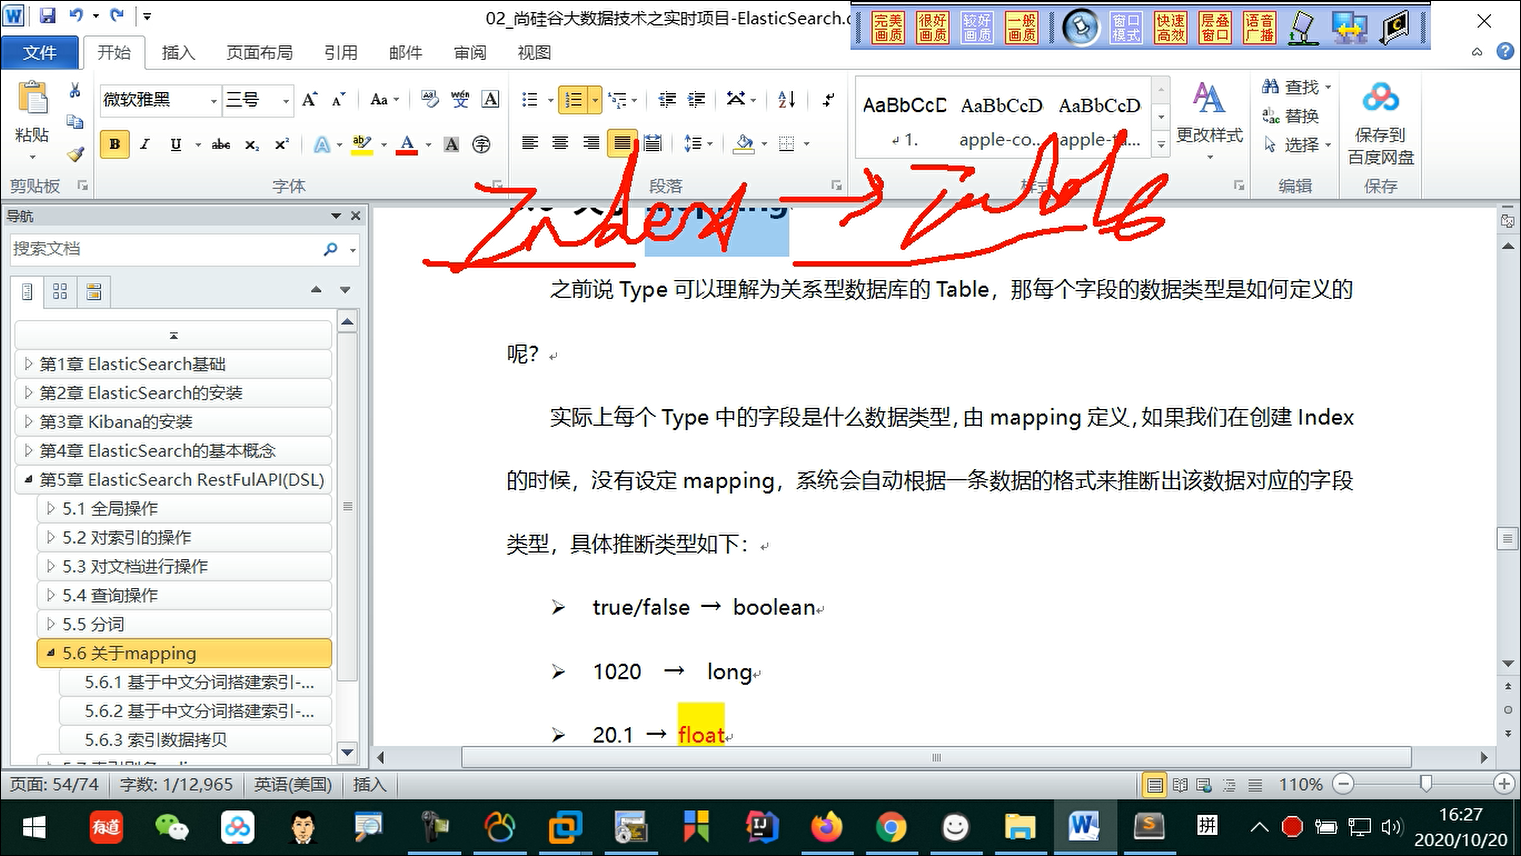 02_尚硅谷大数据技术之实时项目-ElasticSearch.d
完美画质 很好画质 较好画质 一般画质 窗口模式 快速高效 层叠窗口 语音广播
文件 开始 插入 页面布局 引用 邮件 审阅 视图
微软雅黑 三号
粘贴
AaBbCcD AaBbCcD AaBbCcD
1. apple-co... apple-t...
更改样式
查找
替换
选择
保存到
百度网盘
剪贴板 字体 段落 样式 编辑 保存
Index → Table
导航
搜索文档
第1章 ElasticSearch基础
第2章 ElasticSearch的安装
第3章 Kibana的安装
第4章 ElasticSearch的基本概念
第5章 ElasticSearch RestFulAPI(DSL)
5.1 全局操作
5.2 对索引的操作
5.3 对文档进行操作
5.4 查询操作
5.5 分词
5.6 关于mapping
5.6.1 基于中文分词搭建索引-...
5.6.2 基于中文分词搭建索引-...
5.6.3 索引数据拷贝
mapping
之前说 Type 可以理解为关系型数据库的 Table，那每个字段的数据类型是如何定义的
呢？
实际上每个 Type 中的字段是什么数据类型，由 mapping 定义，如果我们在创建 Index
的时候，没有设定 mapping，系统会自动根据一条数据的格式来推断出该数据对应的字段
类型，具体推断类型如下：
true/false → boolean
1020 → long
20.1 → float
页面: 54/74 字数: 1/12,965 英语(美国) 插入 110%
有道
拼
16:27
2020/10/20